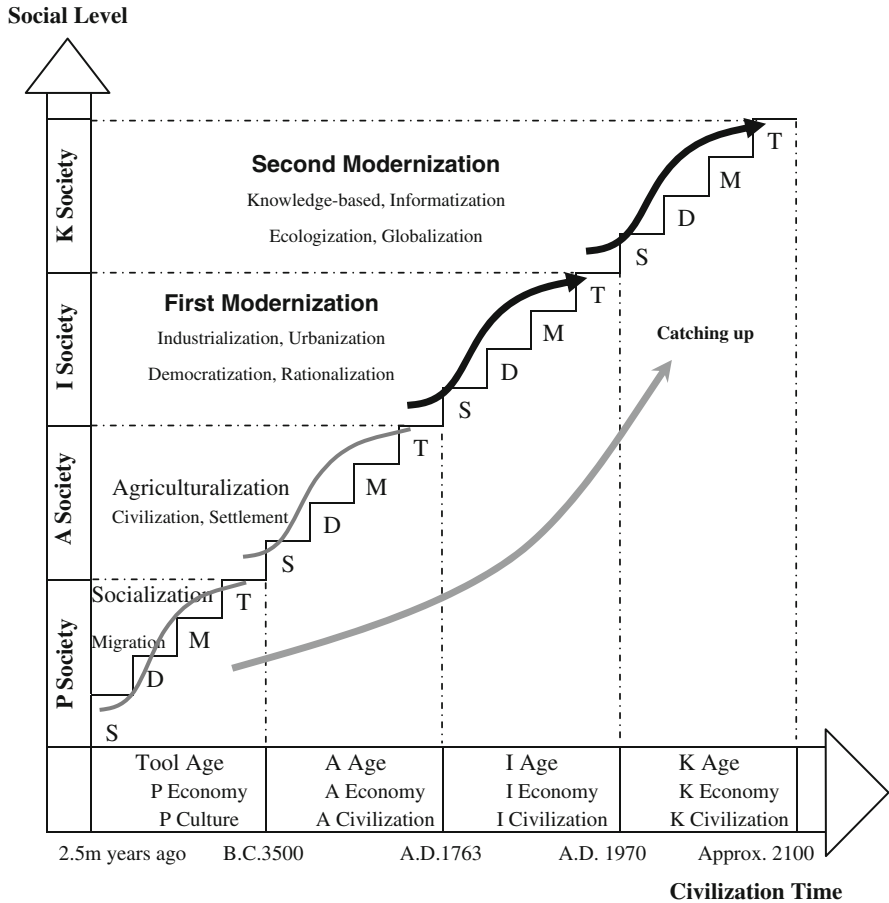 Social Level
K Society
I Society
A Society
P Society
Second Modernization
Knowledge-based, Informatization
Ecologization, Globalization
T
M
D
S
First Modernization
Industrialization, Urbanization
Democratization, Rationalization
T
M
D
S
Catching up
Agriculturalization
Civilization, Settlement
T
M
D
S
Socialization
Migration
T
M
D
S
Tool Age
P Economy
P Culture
A Age
A Economy
A Civilization
I Age
I Economy
I Civilization
K Age
K Economy
K Civilization
2.5m years ago
B.C.3500
A.D.1763
A.D. 1970
Approx. 2100
Civilization Time